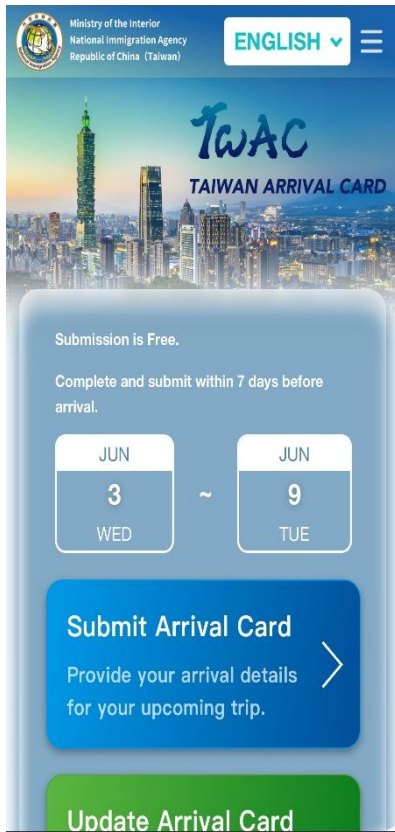 Ministry of the Interior
National Immigration Agency
Republic of China (Taiwan)
ENGLISH
TWAC
TAIWAN ARRIVAL CARD
Submission is Free.
Complete and submit within 7 days before
arrival.
JUN
3
WED
~
JUN
9
TUE
Submit Arrival Card
Provide your arrival details
for your upcoming trip.
Update Arrival Card